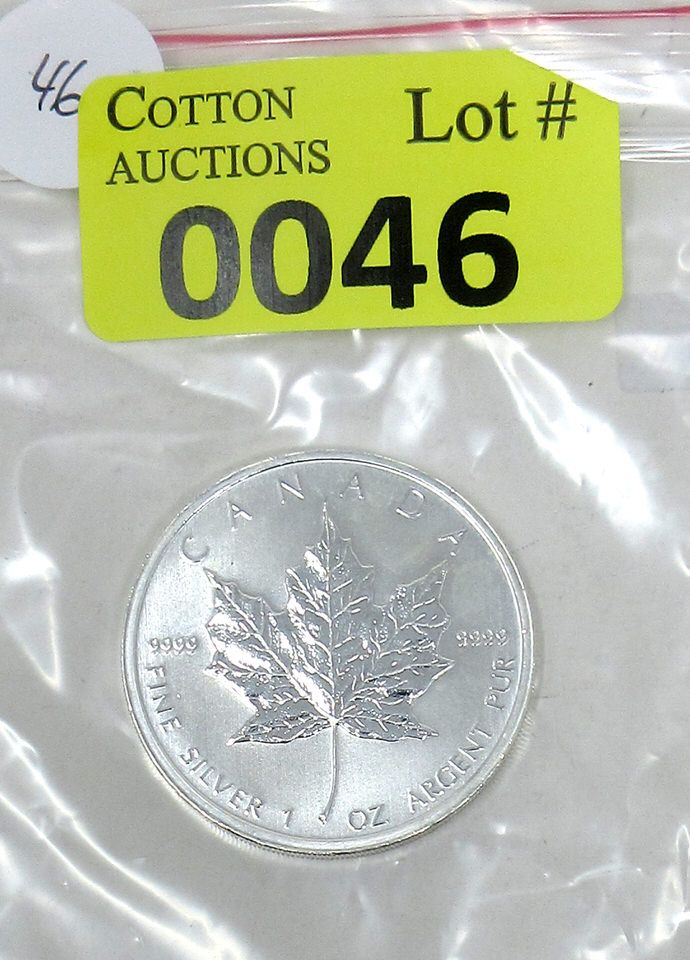 46
COTTON
AUCTIONS
Lot #
0046
CANADA
9999
9999
FINE SILVER 1 OZ ARGENT PUR